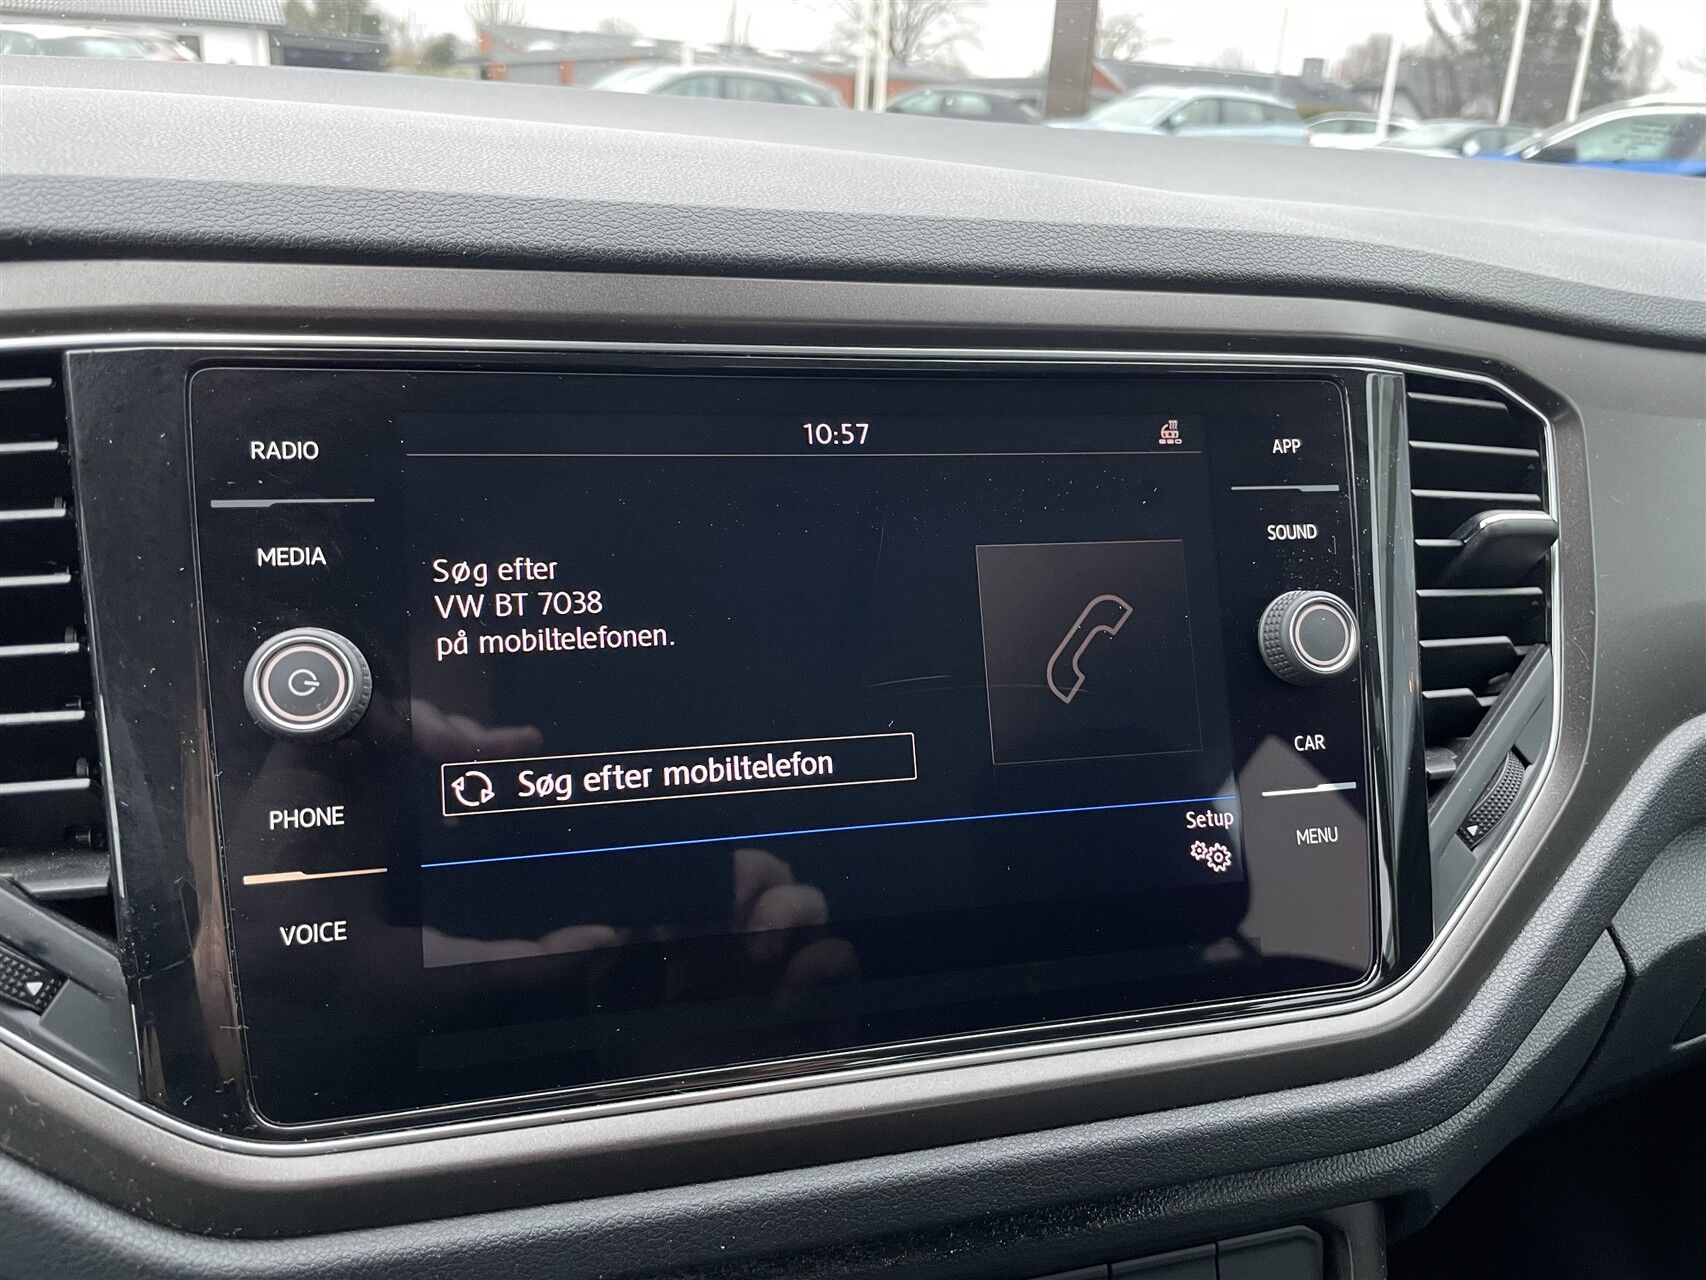 10:57
RADIO
MEDIA
PHONE
VOICE
Søg efter
VW BT 7038
på mobiltelefonen.
Søg efter mobiltelefon
Setup
APP
SOUND
CAR
MENU